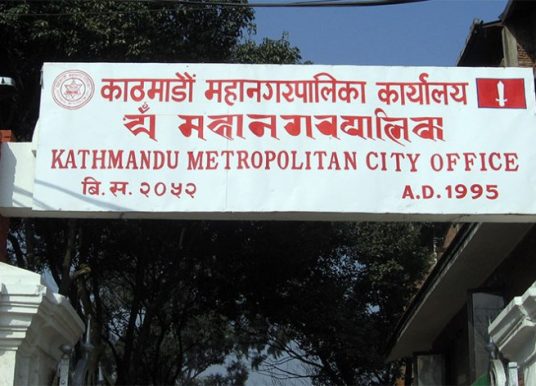 काठमाडौं महानगरपालिका कार्यालय
KATHMANDU METROPOLITAN CITY OFFICE
बि.स. २०५२ A.D. 1995